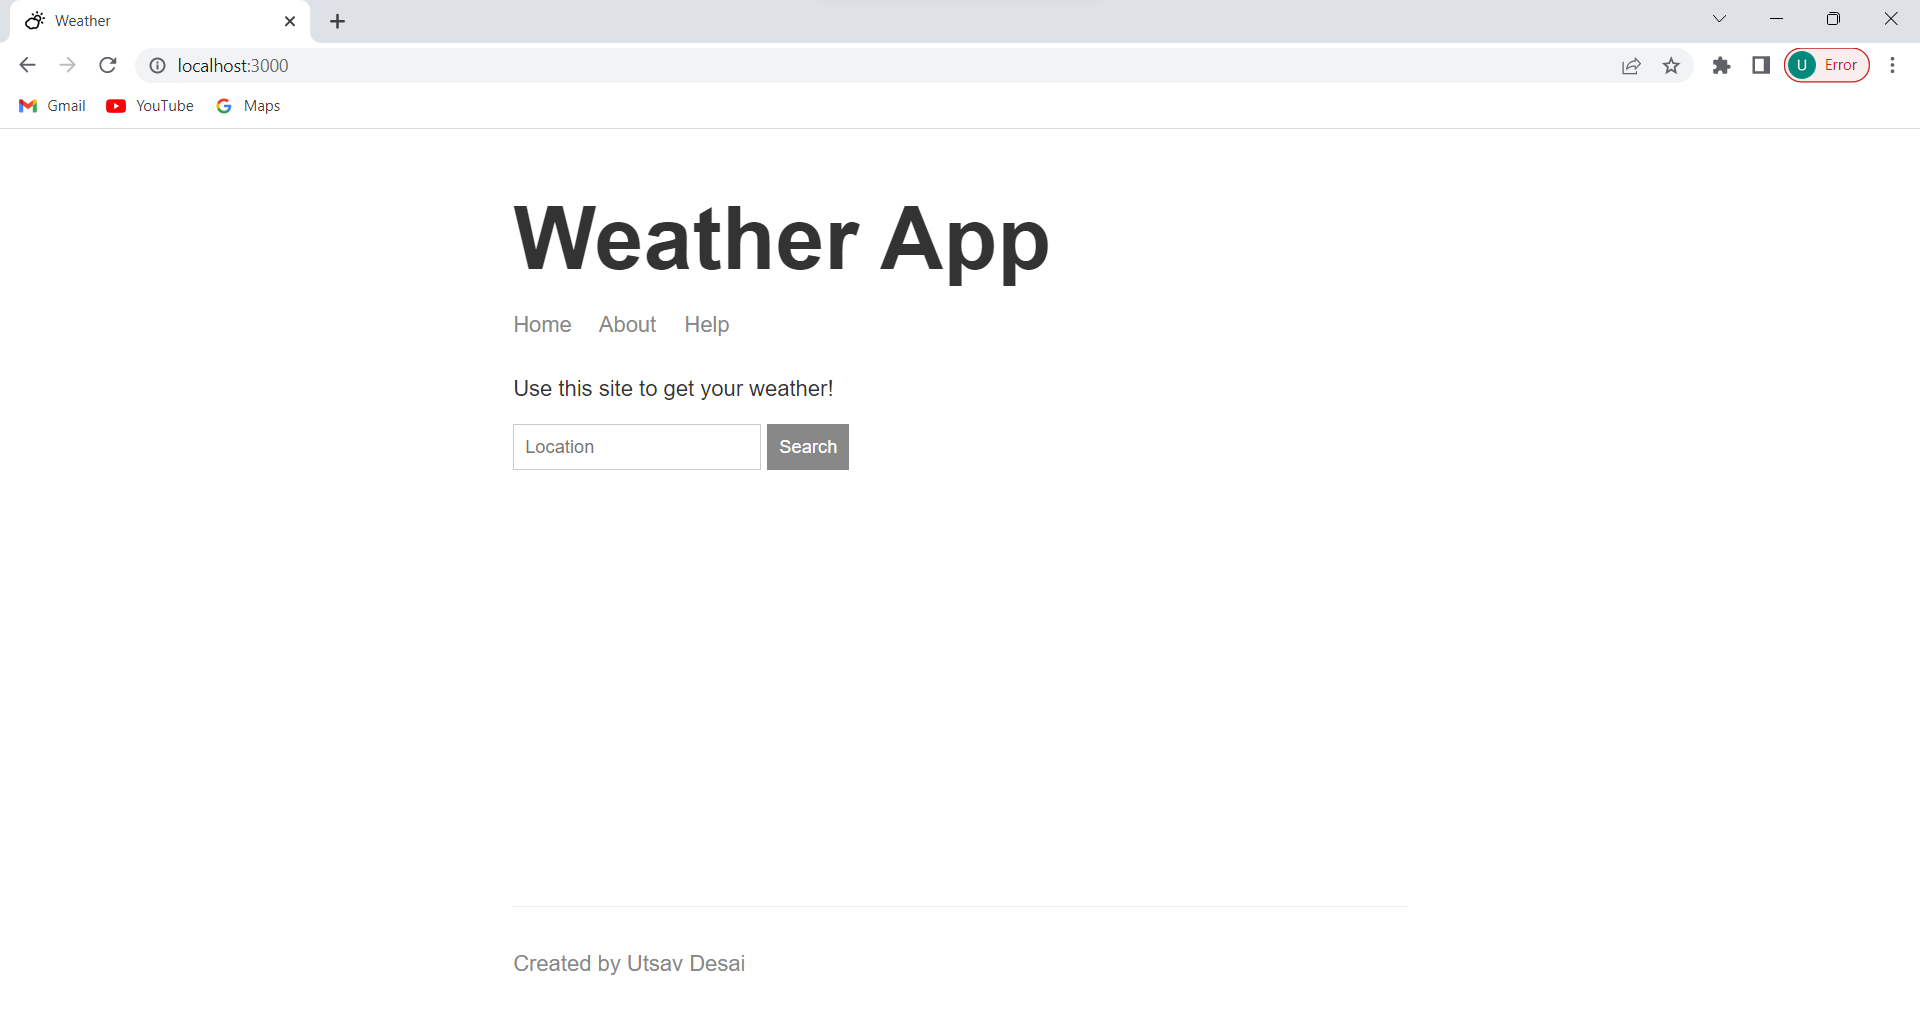 Weather
localhost:3000
U Error
Gmail YouTube Maps
Weather App
Home About Help
Use this site to get your weather!
Location Search
Created by Utsav Desai